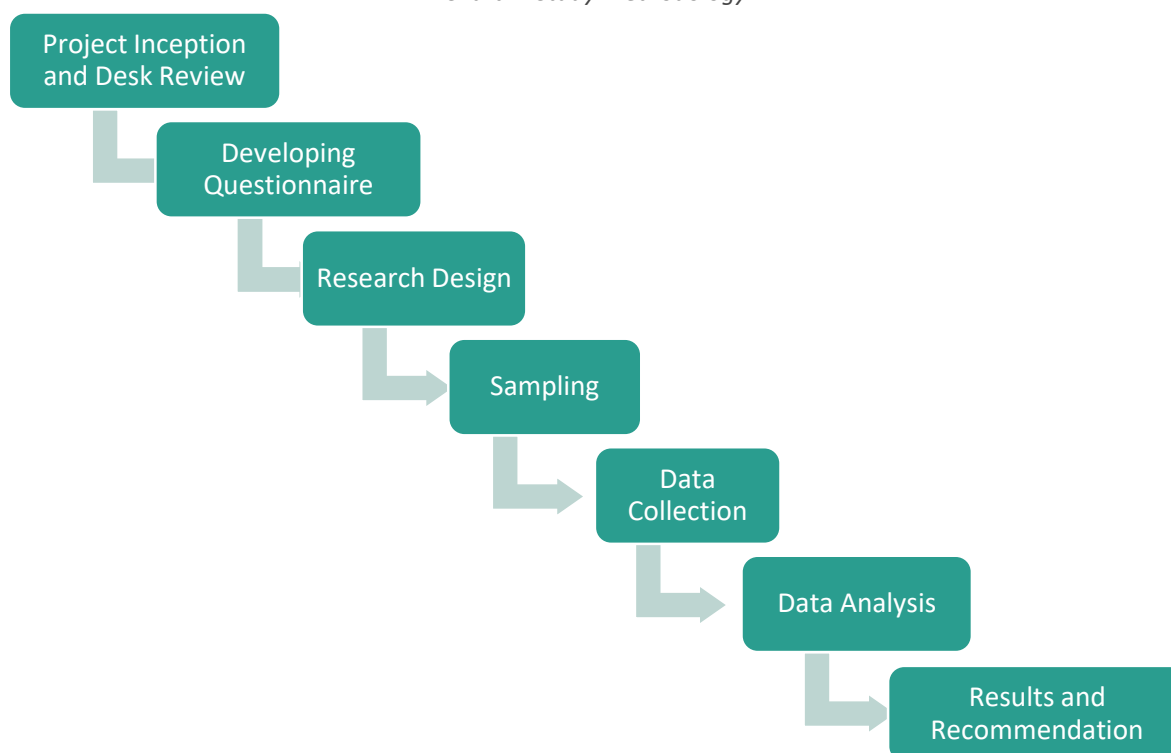 Project Inception
and Desk Review
Developing
Questionnaire
Research Design
Sampling
Data
Collection
Data Analysis
Results and
Recommendation